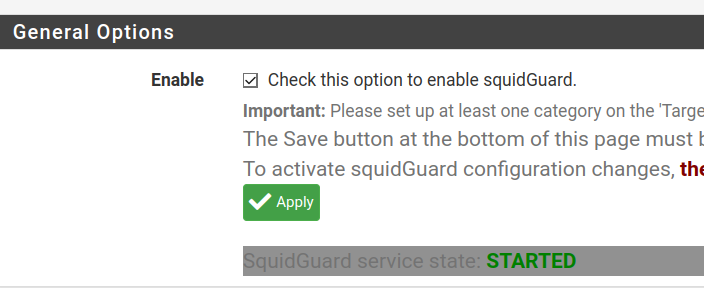 General Options
Enable
Check this option to enable squidGuard.
Important: Please set up at least one category on the 'Targe
The Save button at the bottom of this page must b
To activate squidGuard configuration changes, the
Apply
SquidGuard service state: STARTED